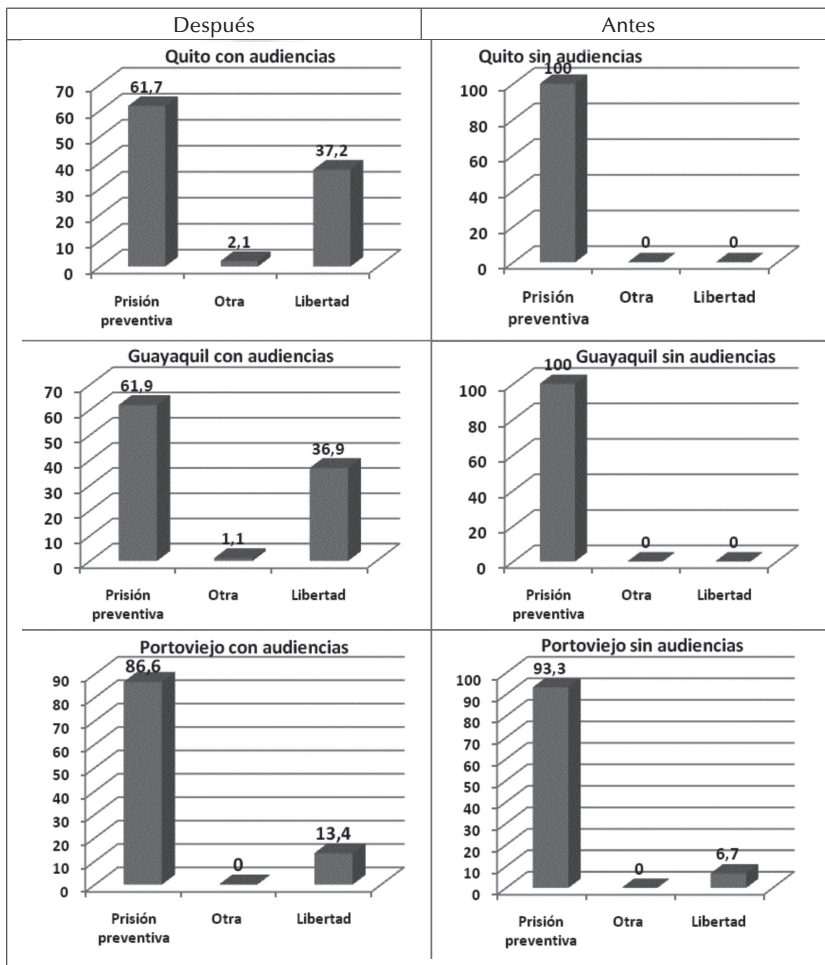 Después
Antes
Quito con audiencias
70
60
50
40
30
20
10
0
61,7
2,1
37,2
Prisión preventiva
Otra
Libertad
Quito sin audiencias
100
80
60
40
20
0
100
0
0
Prisión preventiva
Otra
Libertad
Guayaquil con audiencias
70
60
50
40
30
20
10
0
61,9
1,1
36,9
Prisión preventiva
Otra
Libertad
Guayaquil sin audiencias
100
80
60
40
20
0
100
0
0
Prisión preventiva
Otra
Libertad
Portoviejo con audiencias
90
80
70
60
50
40
30
20
10
0
86,6
0
13,4
Prisión preventiva
Otra
Libertad
Portoviejo sin audiencias
100
90
80
70
60
50
40
30
20
10
0
93,3
0
6,7
Prisión preventiva
Otra
Libertad